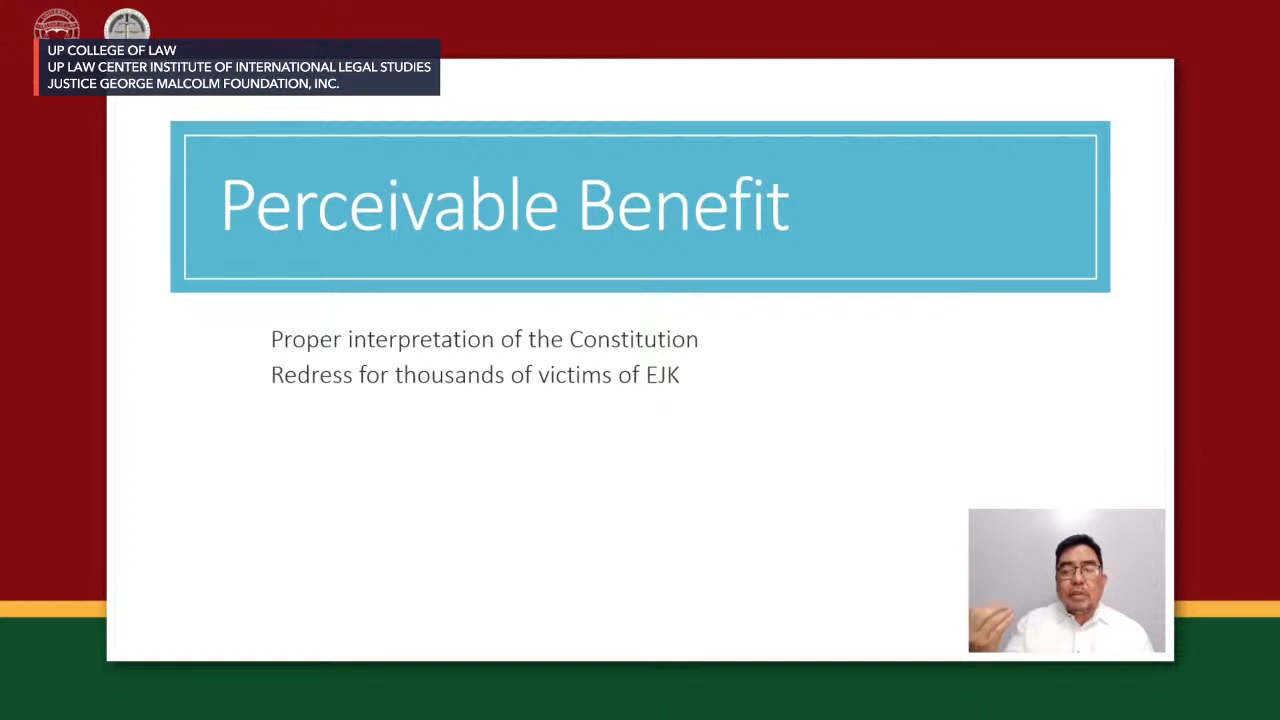 UP COLLEGE OF LAW
UP LAW CENTER INSTITUTE OF INTERNATIONAL LEGAL STUDIES
JUSTICE GEORGE MALCOLM FOUNDATION, INC.
Perceivable Benefit
Proper interpretation of the Constitution
Redress for thousands of victims of EJK